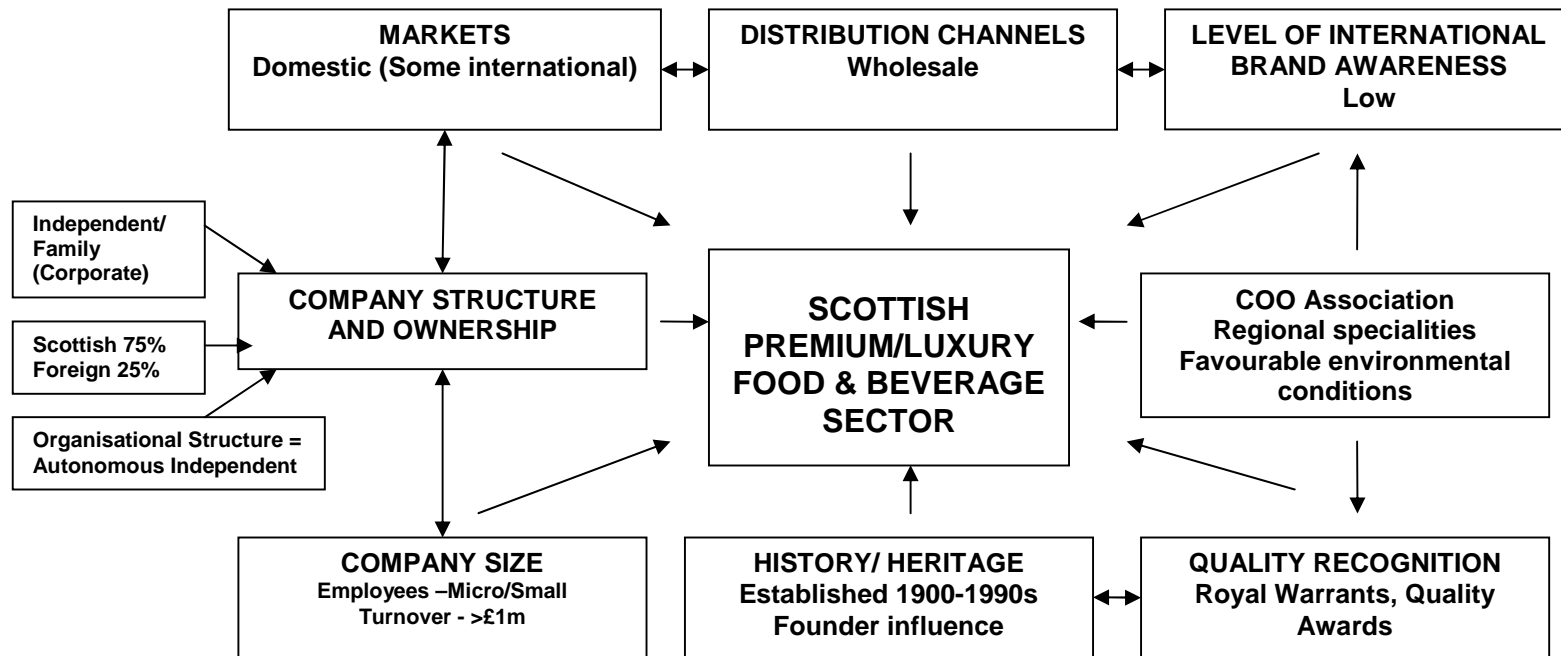 MARKETS
Domestic (Some international)
DISTRIBUTION CHANNELS
Wholesale
LEVEL OF INTERNATIONAL
BRAND AWARENESS
Low
Independent/
Family
(Corporate)
Scottish 75%
Foreign 25%
Organisational Structure =
Autonomous Independent
COMPANY STRUCTURE
AND OWNERSHIP
SCOTTISH
PREMIUM/LUXURY
FOOD & BEVERAGE
SECTOR
COO Association
Regional specialities
Favourable environmental
conditions
COMPANY SIZE
Employees –Micro/Small
Turnover - >£1m
HISTORY/ HERITAGE
Established 1900-1990s
Founder influence
QUALITY RECOGNITION
Royal Warrants, Quality
Awards